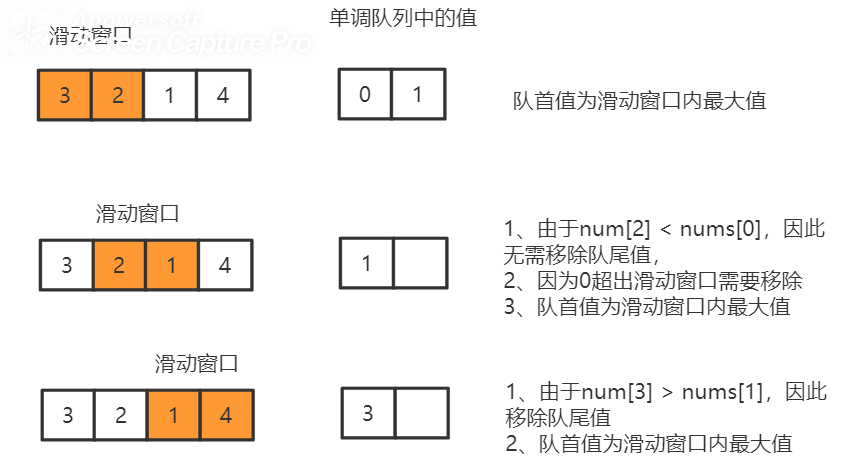 Apowersoft
Screen Capture Pro
单调队列中的值
滑动窗口
3 2 1 4
0 1
队首值为滑动窗口内最大值
滑动窗口
3 2 1 4
1
1、由于num[2] < nums[0]，因此
无需移除队尾值，
2、因为0超出滑动窗口需要移除
3、队首值为滑动窗口内最大值
滑动窗口
3 2 1 4
3
1、由于num[3] > nums[1]，因此
移除队尾值
2、队首值为滑动窗口内最大值